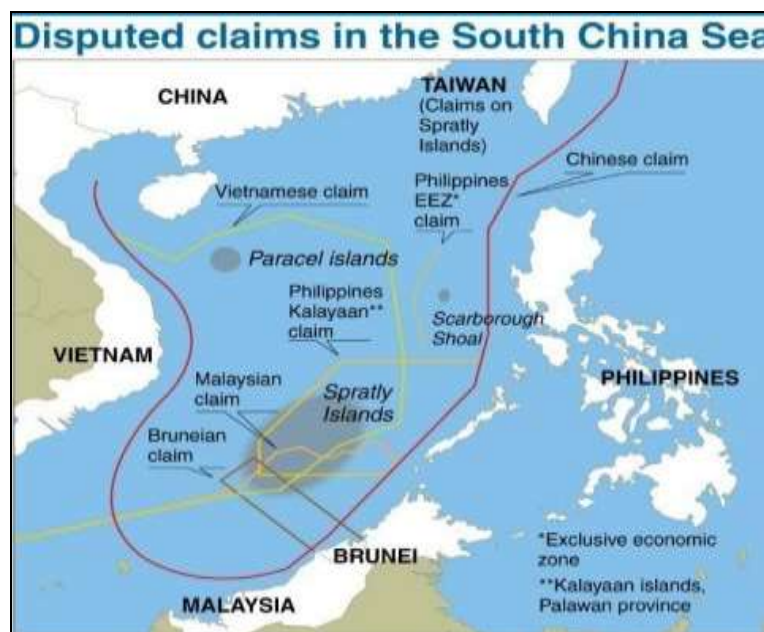 Disputed claims in the South China Sea
CHINA
TAIWAN
(Claims on
Spratly
Islands)
Chinese claim
Philippines
EEZ*
claim
Vietnamese claim
Paracel islands
Philippines
Kalayaan**
claim
Scarborough
Shoal
VIETNAM
PHILIPPINES
Malaysian
claim
Spratly
Islands
Bruneian
claim
BRUNEI
MALAYSIA
*Exclusive economic
zone
**Kalayaan islands,
Palawan province